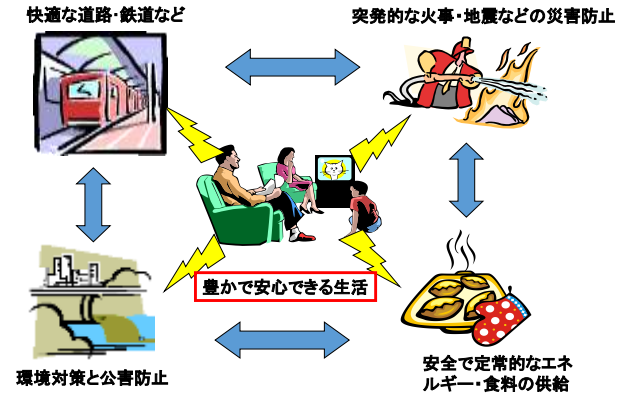 快適な道路・鉄道など
突発的な火事・地震などの災害防止
豊かで安心できる生活
環境対策と公害防止
安全で定常的なエネ
ルギー・食料の供給